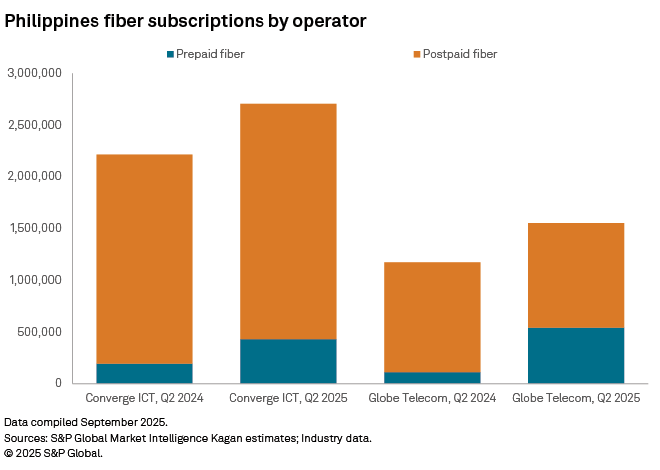 Philippines fiber subscriptions by operator
Prepaid fiber
Postpaid fiber
3,000,000
2,500,000
2,000,000
1,500,000
1,000,000
500,000
0
Converge ICT, Q2 2024
Converge ICT, Q2 2025
Globe Telecom, Q2 2024
Globe Telecom, Q2 2025
Data compiled September 2025.
Sources: S&P Global Market Intelligence Kagan estimates; Industry data.
© 2025 S&P Global.